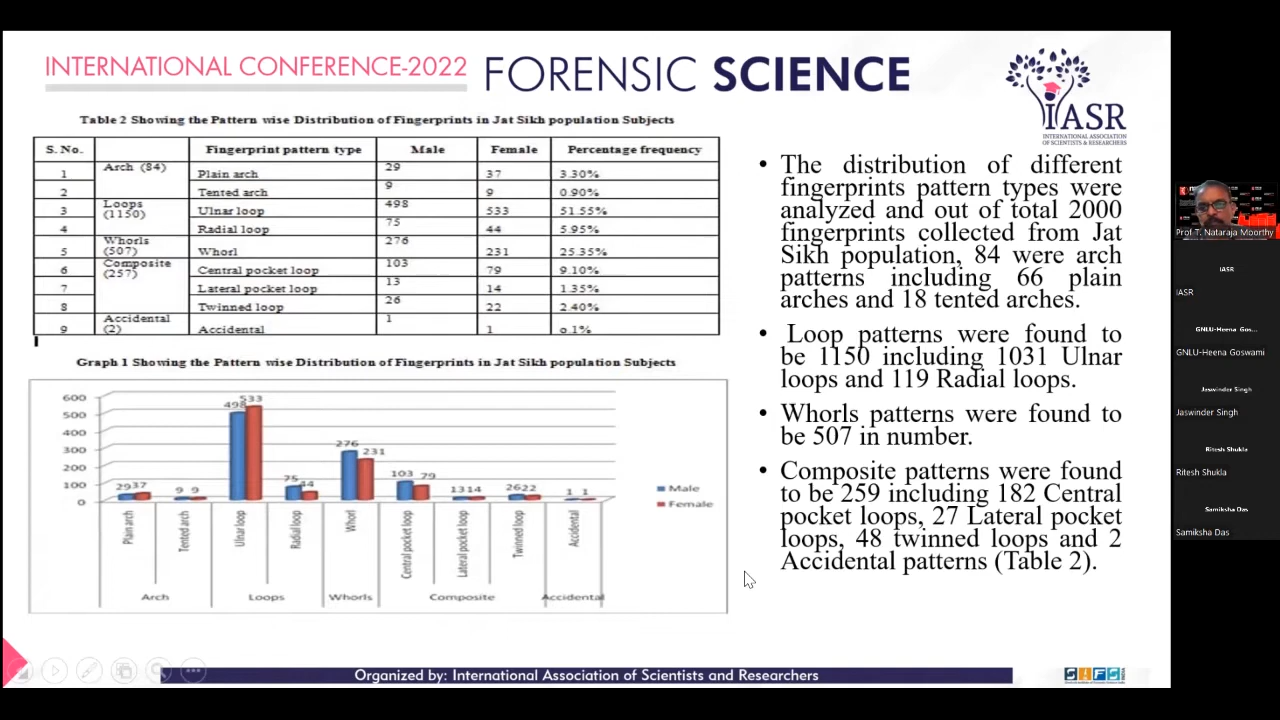 INTERNATIONAL CONFERENCE-2022 FORENSIC SCIENCE
IASR
INTERNATIONAL ASSOCIATION
OF SCIENTISTS & RESEARCHERS
Table 2 Showing the Pattern wise Distribution of Fingerprints in Jat Sikh population Subjects
S. No. Fingerprint pattern type Male Female Percentage frequency
1 Arch (84) Plain arch 29 37 3.30%
2 Tented arch 9 9 0.90%
3 Loops (1150) Ulnar loop 498 533 51.55%
4 Radial loop 75 44 5.95%
5 Whorls (507) Whorl 276 231 25.35%
6 Composite (257) Central pocket loop 103 79 9.10%
7 Lateral pocket loop 13 14 1.35%
8 Twinned loop 26 22 2.40%
9 Accidental (2) Accidental 1 1 0.1%
Graph 1 Showing the Pattern wise Distribution of Fingerprints in Jat Sikh population Subjects
600
500
400
300
200
100
0
29 37 9 9 498 533 75 44 276 231 103 79 13 14 26 22 1 1
Plain arch
Tented arch
Ulnar loop
Radial loop
Whorl
Central pocket loop
Lateral pocket loop
Twinned loop
Accidental
Arch Loops Whorls Composite Accidental
Male
Female
• The distribution of different
fingerprints pattern types were
analyzed and out of total 2000
fingerprints collected from Jat
Sikh population, 84 were arch
patterns including 66 plain
arches and 18 tented arches.
• Loop patterns were found to
be 1150 including 1031 Ulnar
loops and 119 Radial loops.
• Whorls patterns were found to
be 507 in number.
• Composite patterns were found
to be 259 including 182 Central
pocket loops, 27 Lateral pocket
loops, 48 twinned loops and 2
Accidental patterns (Table 2).
Organized by: International Association of Scientists and Researchers
SIFS
Prof T. Nataraja Moorthy
IASR
IASR
GNLU-Heena Gos...
GNLU-Heena Goswami
Jaswinder Singh
Jaswinder Singh
Ritesh Shukla
Ritesh Shukla
Samiksha Das
Samiksha Das